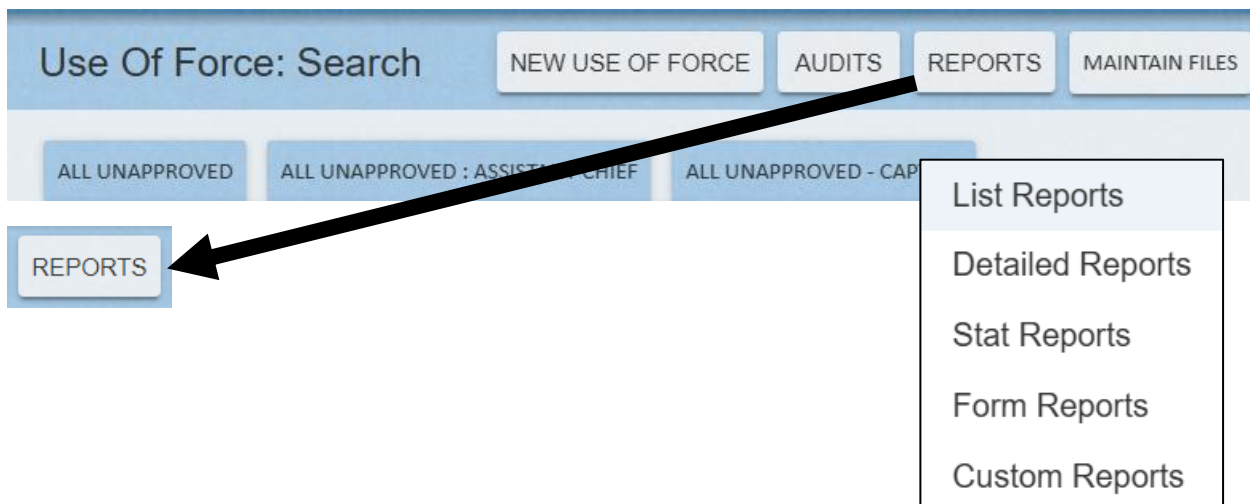 Use Of Force: Search
NEW USE OF FORCE
AUDITS
REPORTS
MAINTAIN FILES
ALL UNAPPROVED
ALL UNAPPROVED : CHIEF
ALL UNAPPROVED - CAP
REPORTS
List Reports
Detailed Reports
Stat Reports
Form Reports
Custom Reports